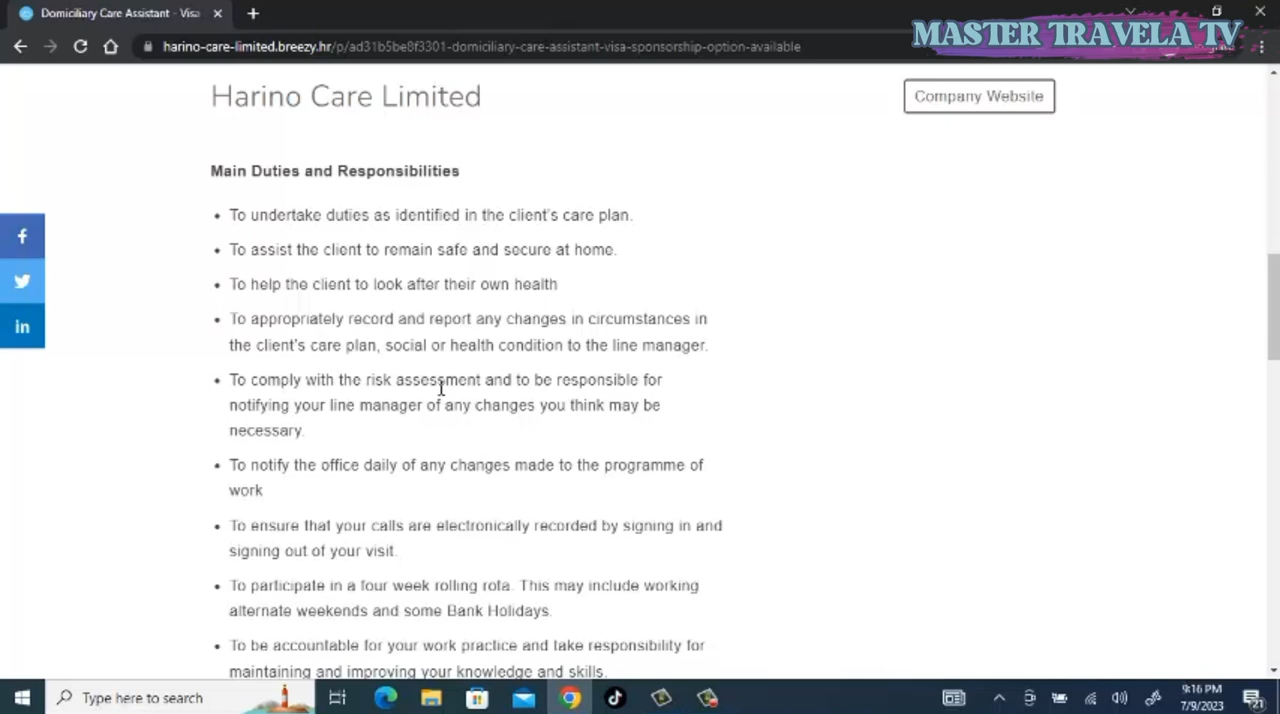 Domiciliary Care Assistant - Visa
MASTER TRAVELA TV
harino-care-limited.breezy.hr/p/ad31b5be8f3301-domiciliary-care-assistant-visa-sponsorship-option-available
Harino Care Limited
Company Website
Main Duties and Responsibilities
• To undertake duties as identified in the client's care plan.
• To assist the client to remain safe and secure at home.
• To help the client to look after their own health
• To appropriately record and report any changes in circumstances in
the client's care plan, social or health condition to the line manager.
• To comply with the risk assessment and to be responsible for
notifying your line manager of any changes you think may be
necessary.
• To notify the office daily of any changes made to the programme of
work
• To ensure that your calls are electronically recorded by signing in and
signing out of your visit.
• To participate in a four week rolling rota. This may include working
alternate weekends and some Bank Holidays.
• To be accountable for your work practice and take responsibility for
maintaining and improving your knowledge and skills.
f
in
Type here to search
9:16 PM
7/9/2023
21